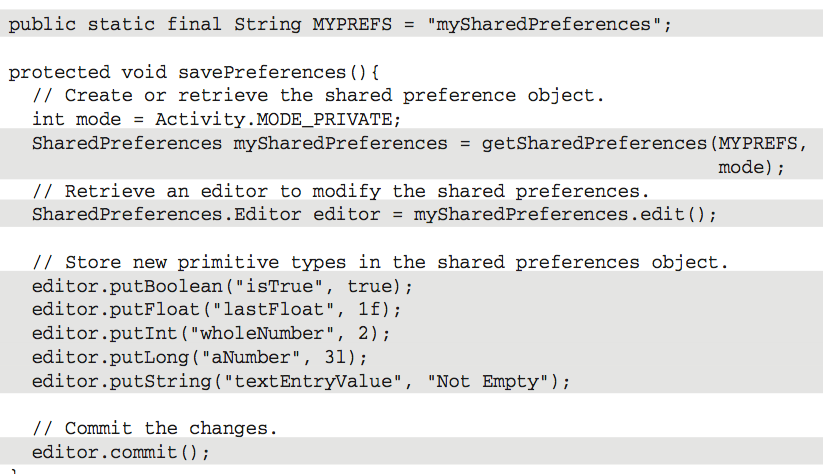 public static final String MYPREFS = "mySharedPreferences";
protected void savePreferences(){
// Create or retrieve the shared preference object.
int mode = Activity.MODE_PRIVATE;
SharedPreferences mySharedPreferences = getSharedPreferences(MYPREFS,
mode);
// Retrieve an editor to modify the shared preferences.
SharedPreferences.Editor editor = mySharedPreferences.edit();
// Store new primitive types in the shared preferences object.
editor.putBoolean("isTrue", true);
editor.putFloat("lastFloat", 1f);
editor.putInt("wholeNumber", 2);
editor.putLong("aNumber", 3l);
editor.putString("textEntryValue", "Not Empty");
// Commit the changes.
editor.commit();